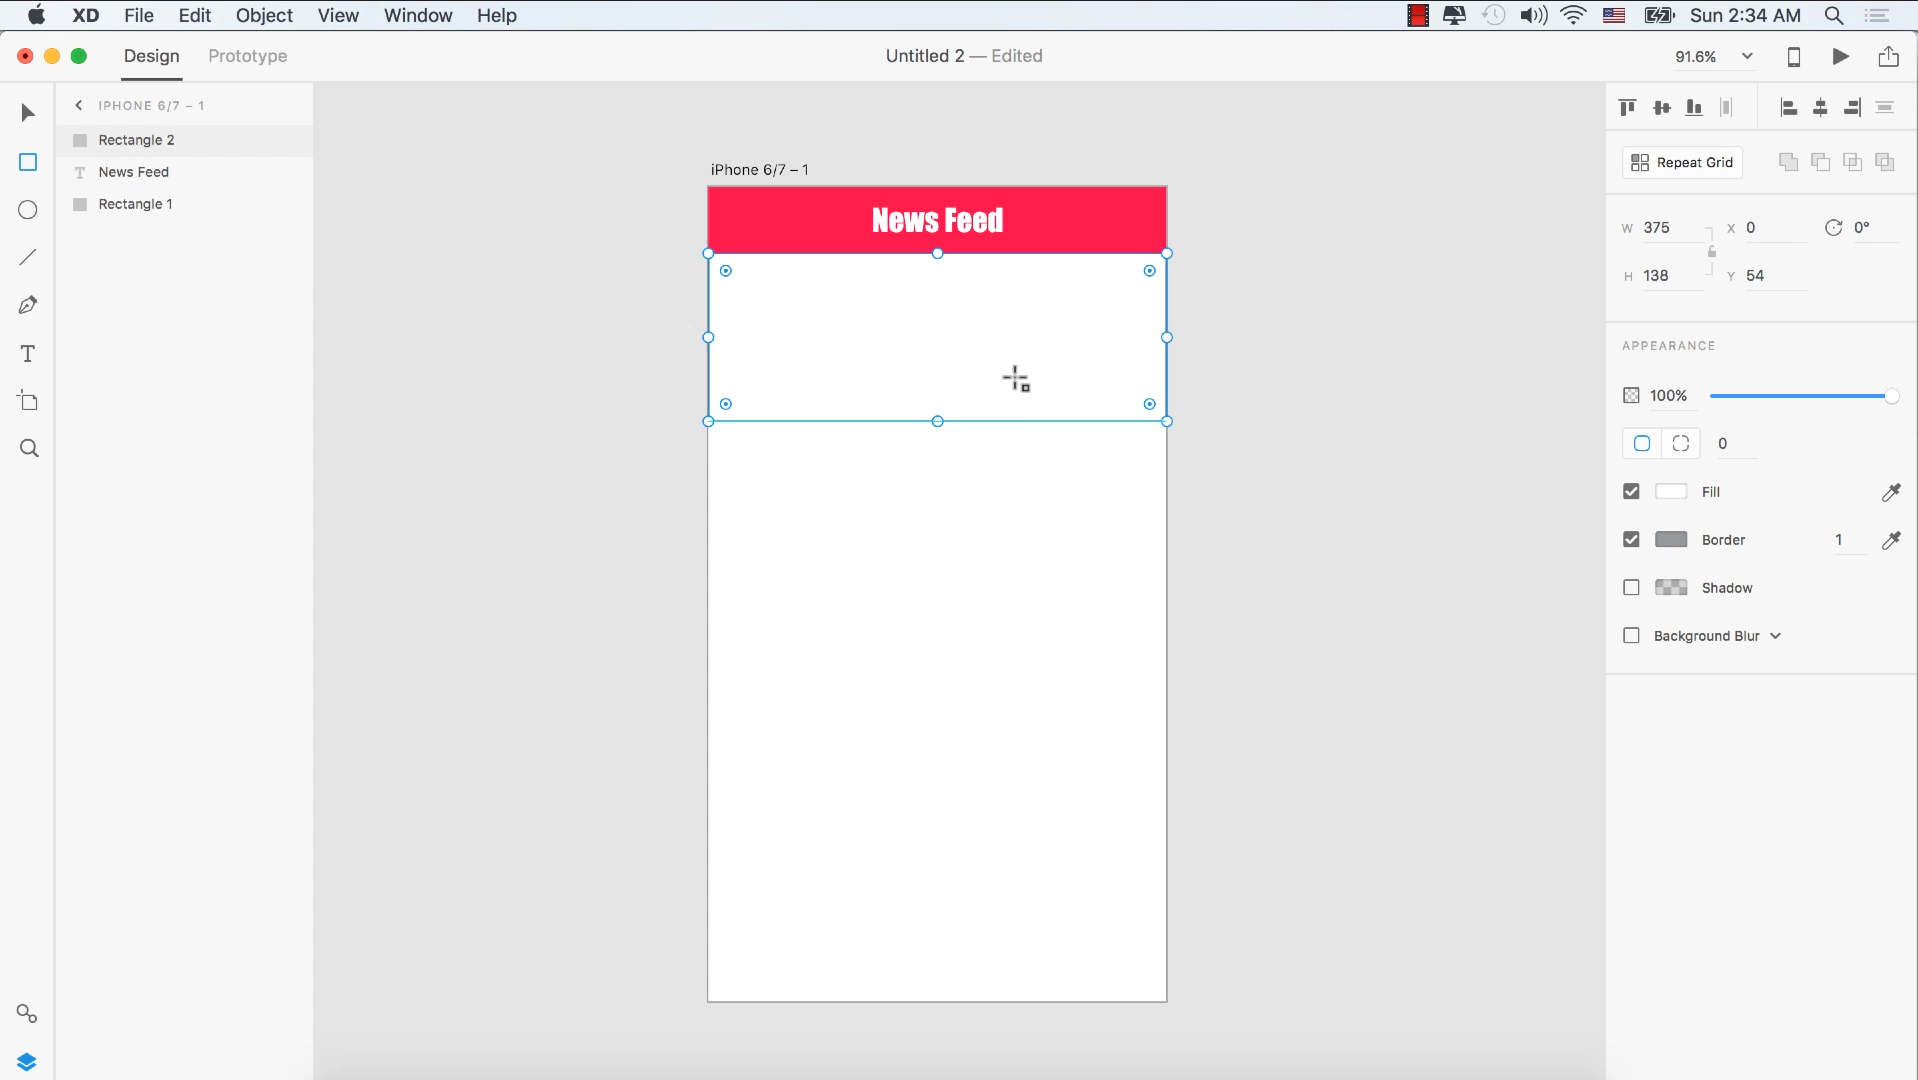 XD File Edit Object View Window Help Sun 2:34 AM
Design Prototype Untitled 2 — Edited 91.6%
IPHONE 6/7 – 1
Rectangle 2
News Feed
Rectangle 1
iPhone 6/7 – 1
News Feed
Repeat Grid
W 375 X 0 0°
H 138 Y 54
APPEARANCE
100%
0
Fill
Border 1
Shadow
Background Blur